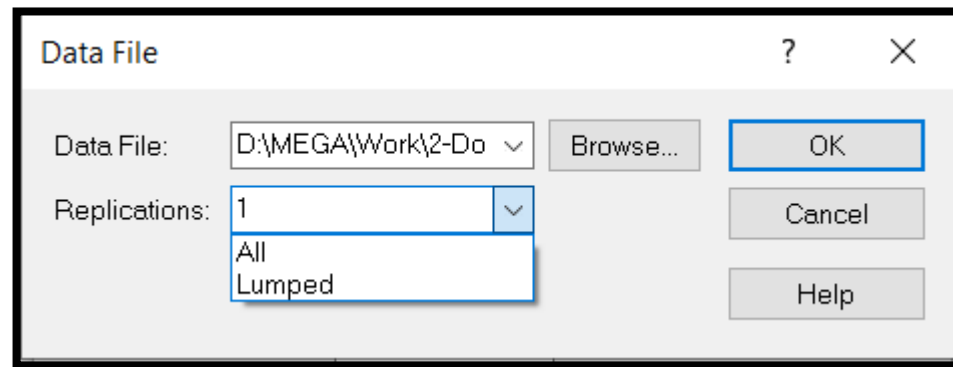 Data File ?
Data File: D:\MEGA\Work\2-Do Browse... OK
Replications: 1 Cancel
All
Lumped
Help